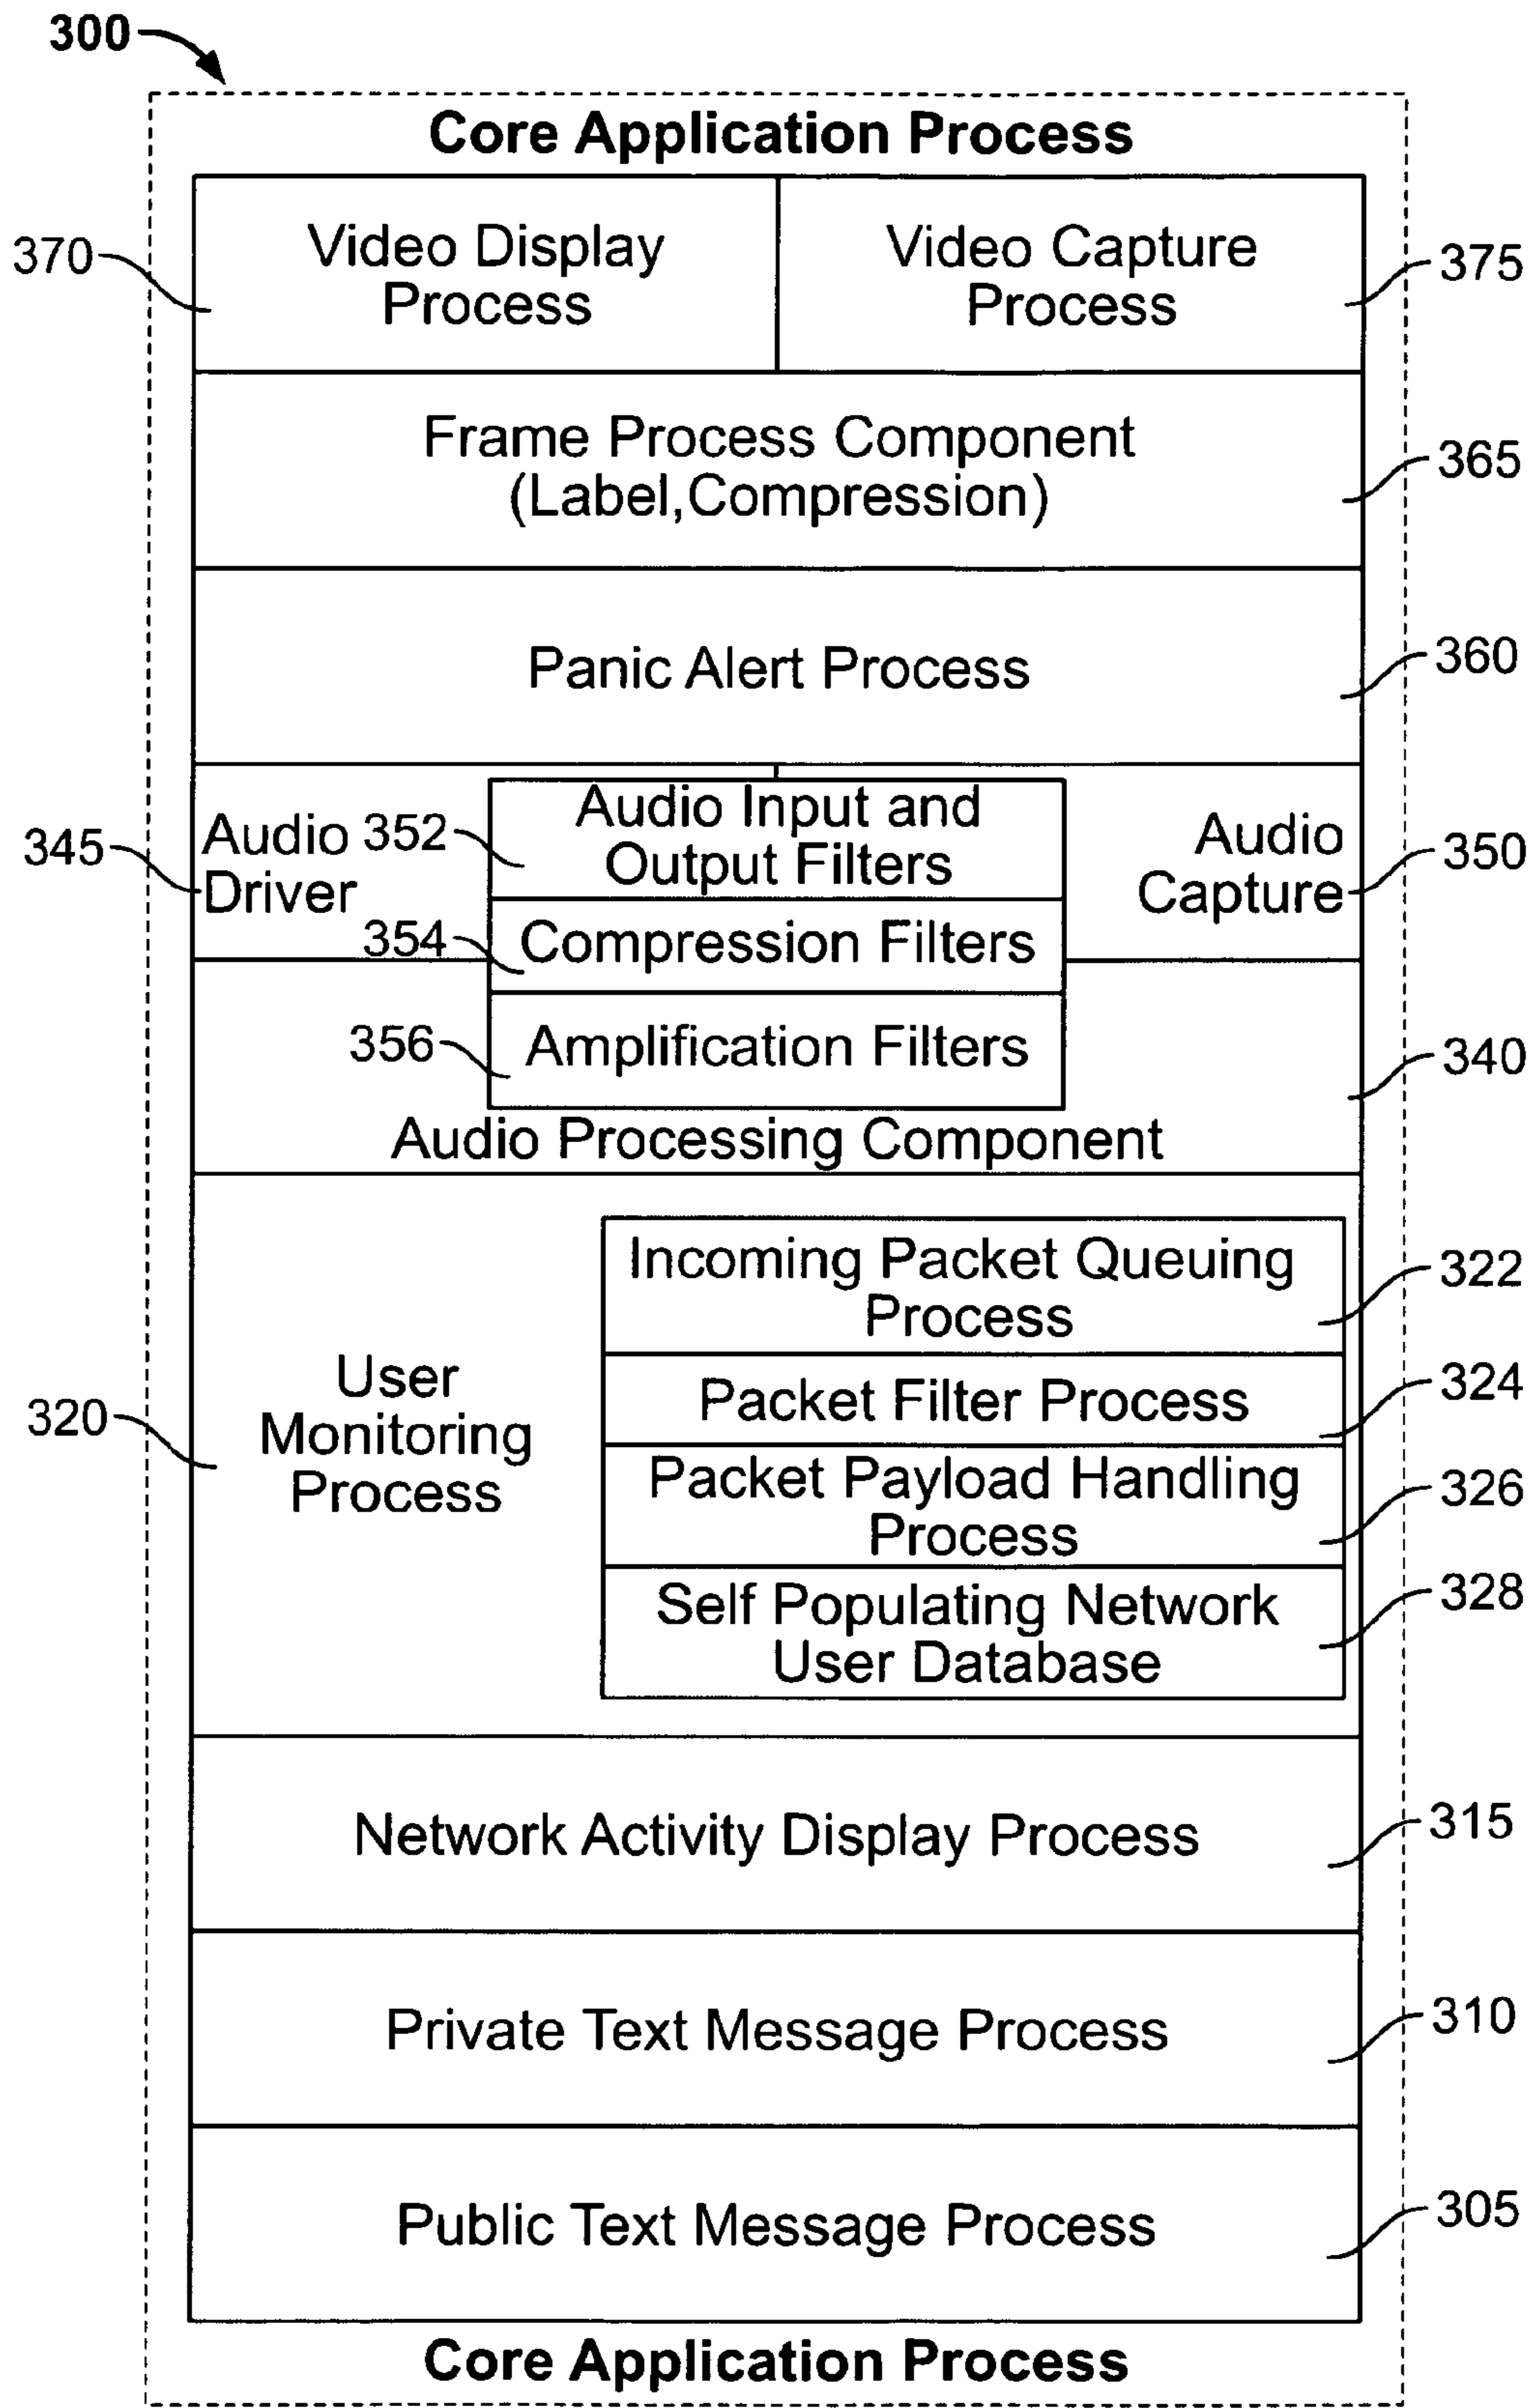 300
Core Application Process
370
Video Display
Process
Video Capture
Process
375
Frame Process Component
(Label,Compression)
365
Panic Alert Process
360
345
Audio
Driver
352
Audio Input and
Output Filters
Audio
Capture
350
354
Compression Filters
356
Amplification Filters
340
Audio Processing Component
320
User
Monitoring
Process
Incoming Packet Queuing
Process
322
Packet Filter Process
324
Packet Payload Handling
Process
326
Self Populating Network
User Database
328
Network Activity Display Process
315
Private Text Message Process
310
Public Text Message Process
305
Core Application Process